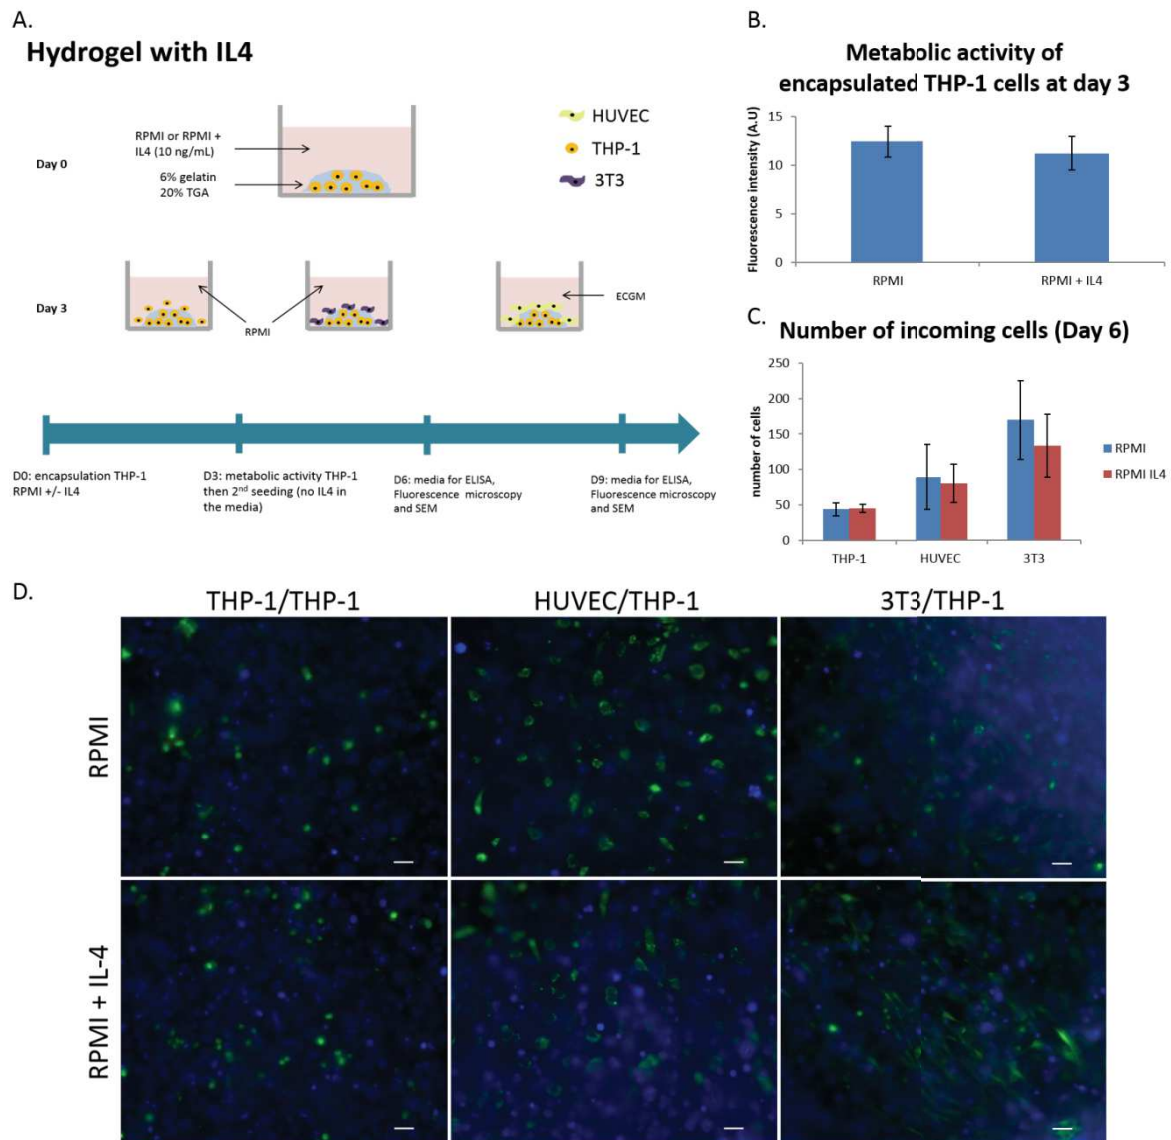 A.
Hydrogel with IL4
RPMI or RPMI +
IL4 (10 ng/mL)
Day 0
6% gelatin
20% TGA
HUVEC
THP-1
3T3
Day 3
RPMI
ECGM
D0: encapsulation THP-1
RPMI +/- IL4
D3: metabolic activity THP-1
then 2nd seeding (no IL4 in
the media)
D6: media for ELISA,
Fluorescence microscopy
and SEM
D9: media for ELISA,
Fluorescence microscopy
and SEM
B.
Metabolic activity of
encapsulated THP-1 cells at day 3
Fluorescence intensity (A.U)
15
10
5
0
RPMI
RPMI + IL4
C.
Number of incoming cells (Day 6)
number of cells
250
200
150
100
50
0
THP-1
HUVEC
3T3
RPMI
RPMI IL4
D.
THP-1/THP-1
HUVEC/THP-1
3T3/THP-1
RPMI
RPMI + IL-4